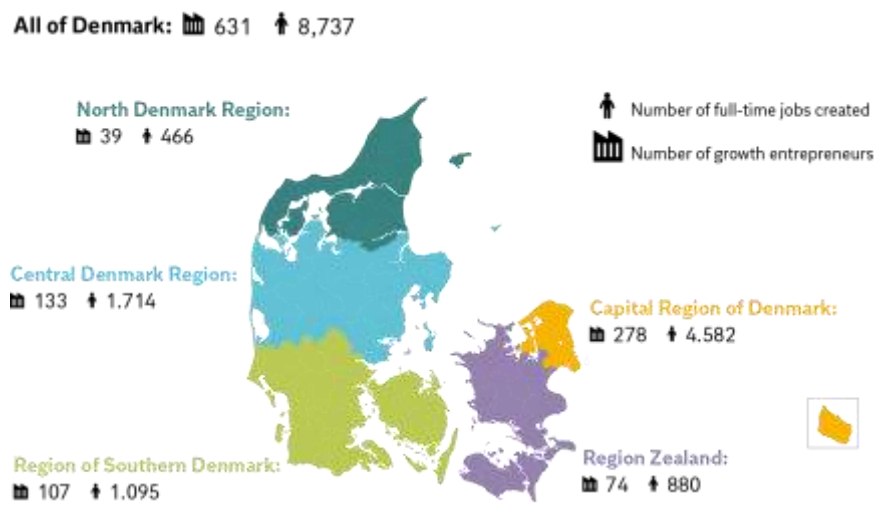 All of Denmark: 631 8,737
North Denmark Region:
39 466
Number of full-time jobs created
Number of growth entrepreneurs
Central Denmark Region:
133 1.714
Capital Region of Denmark:
278 4.582
Region of Southern Denmark:
107 1.095
Region Zealand:
74 880